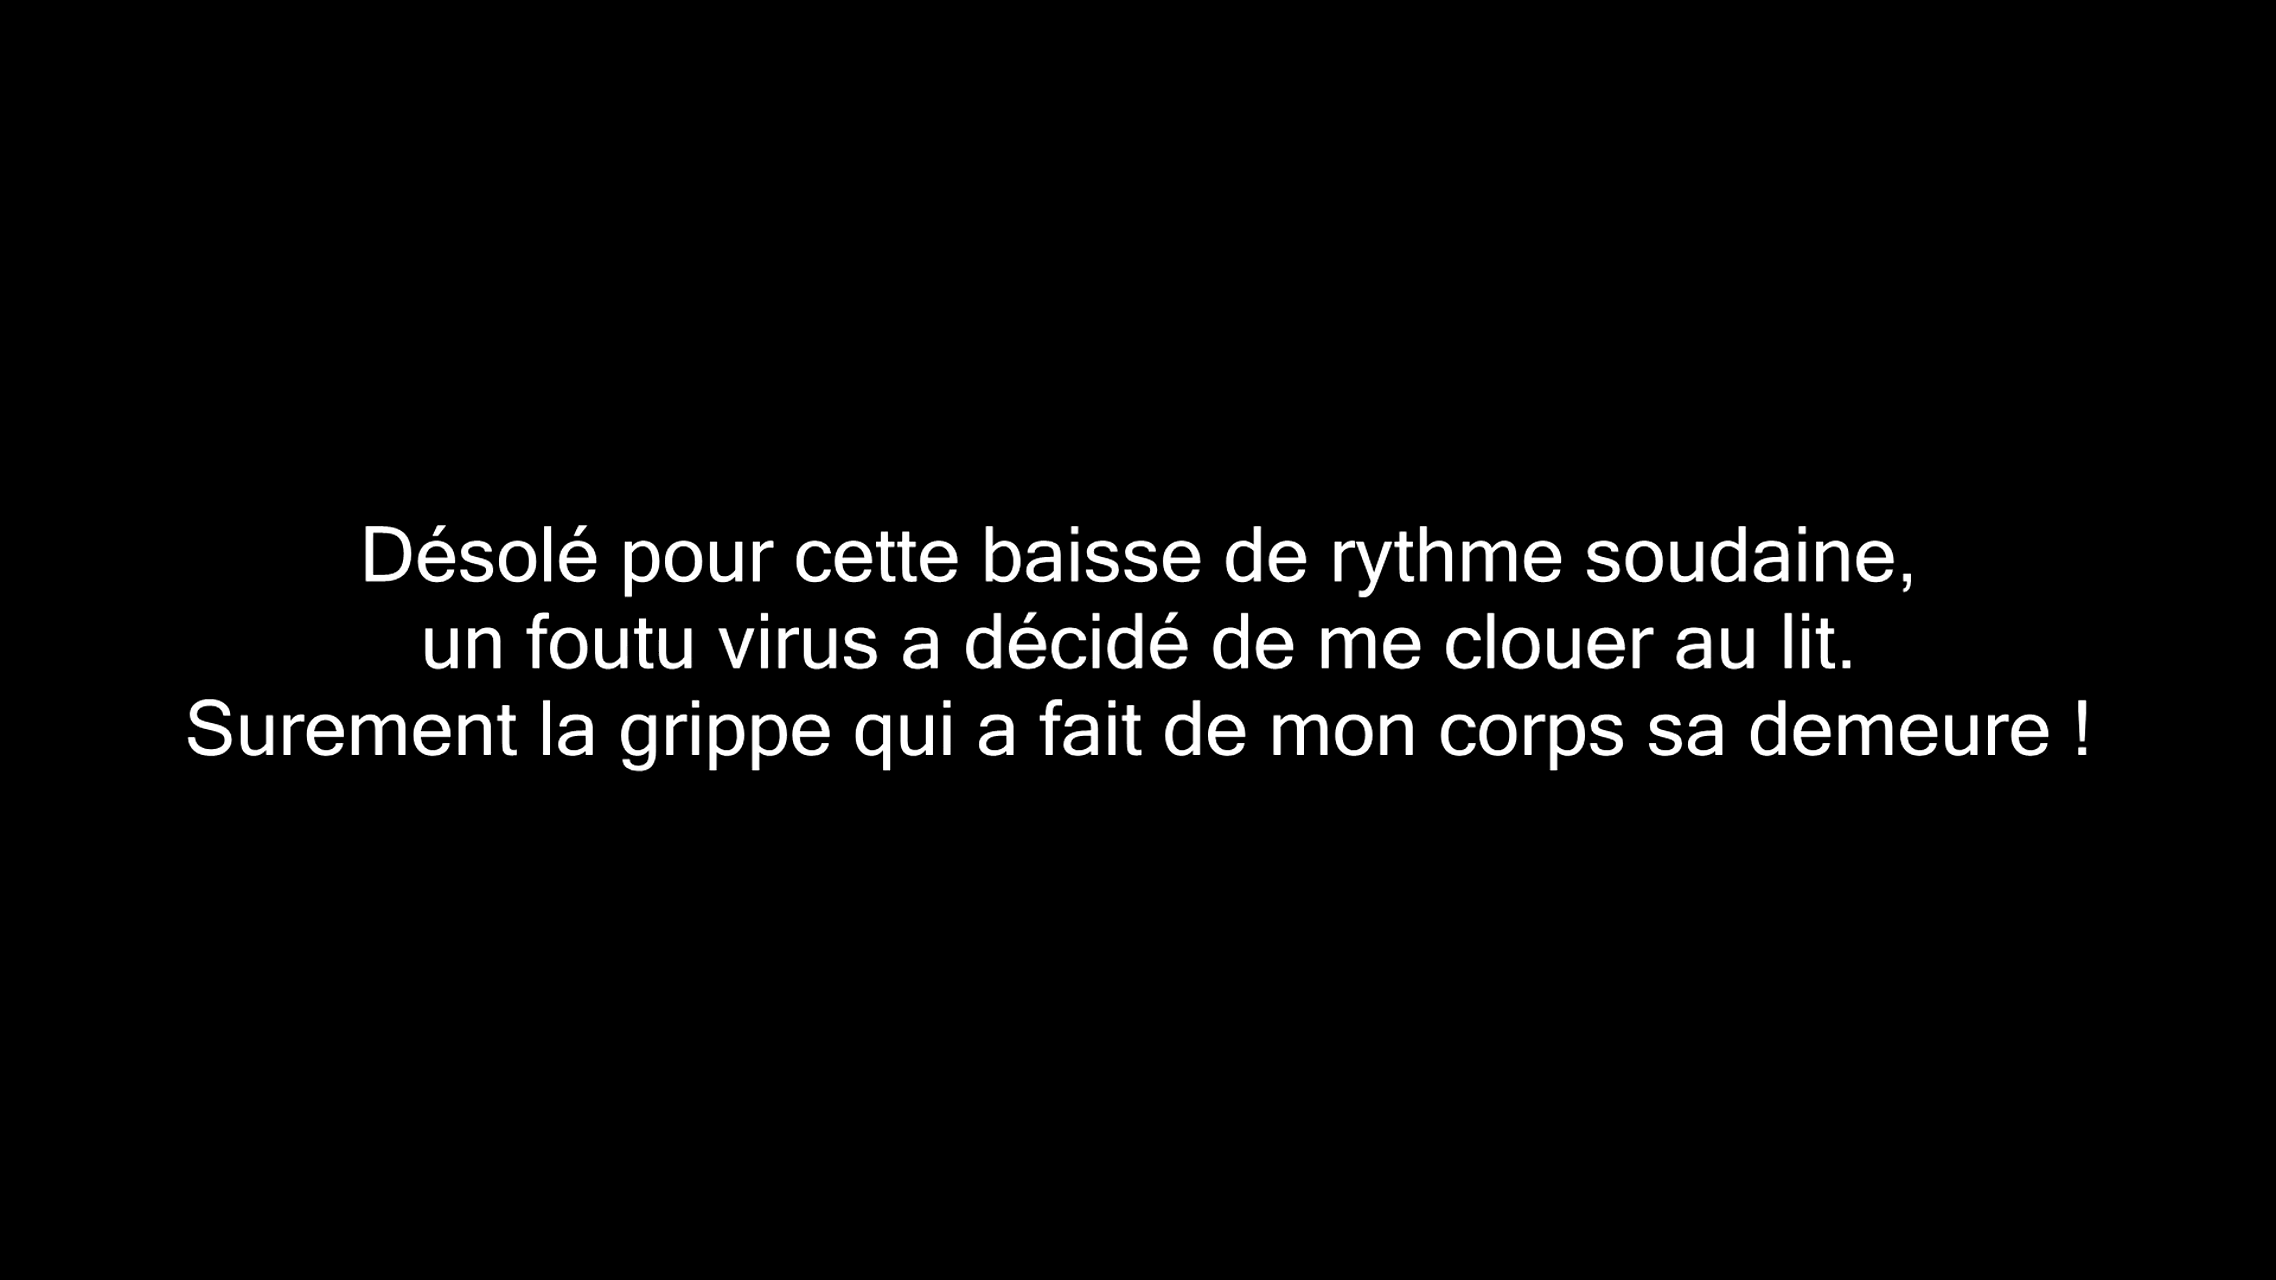 Désolé pour cette baisse de rythme soudaine,
un foutu virus a décidé de me clouer au lit.
Surement la grippe qui a fait de mon corps sa demeure !